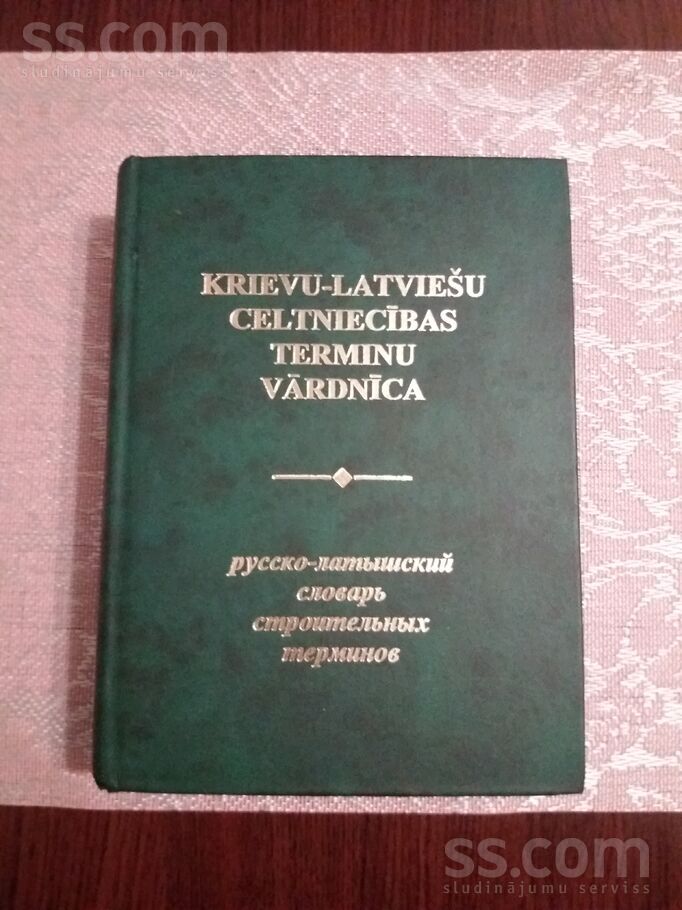 ss.com
sludinājumu serviss
KRIEVU-LATVIEŠU
CELTNIECĪBAS
TERMINU
VĀRDNĪCA
русско-латышский
словарь
строительных
терминов
ss.com
sludinājumu serviss